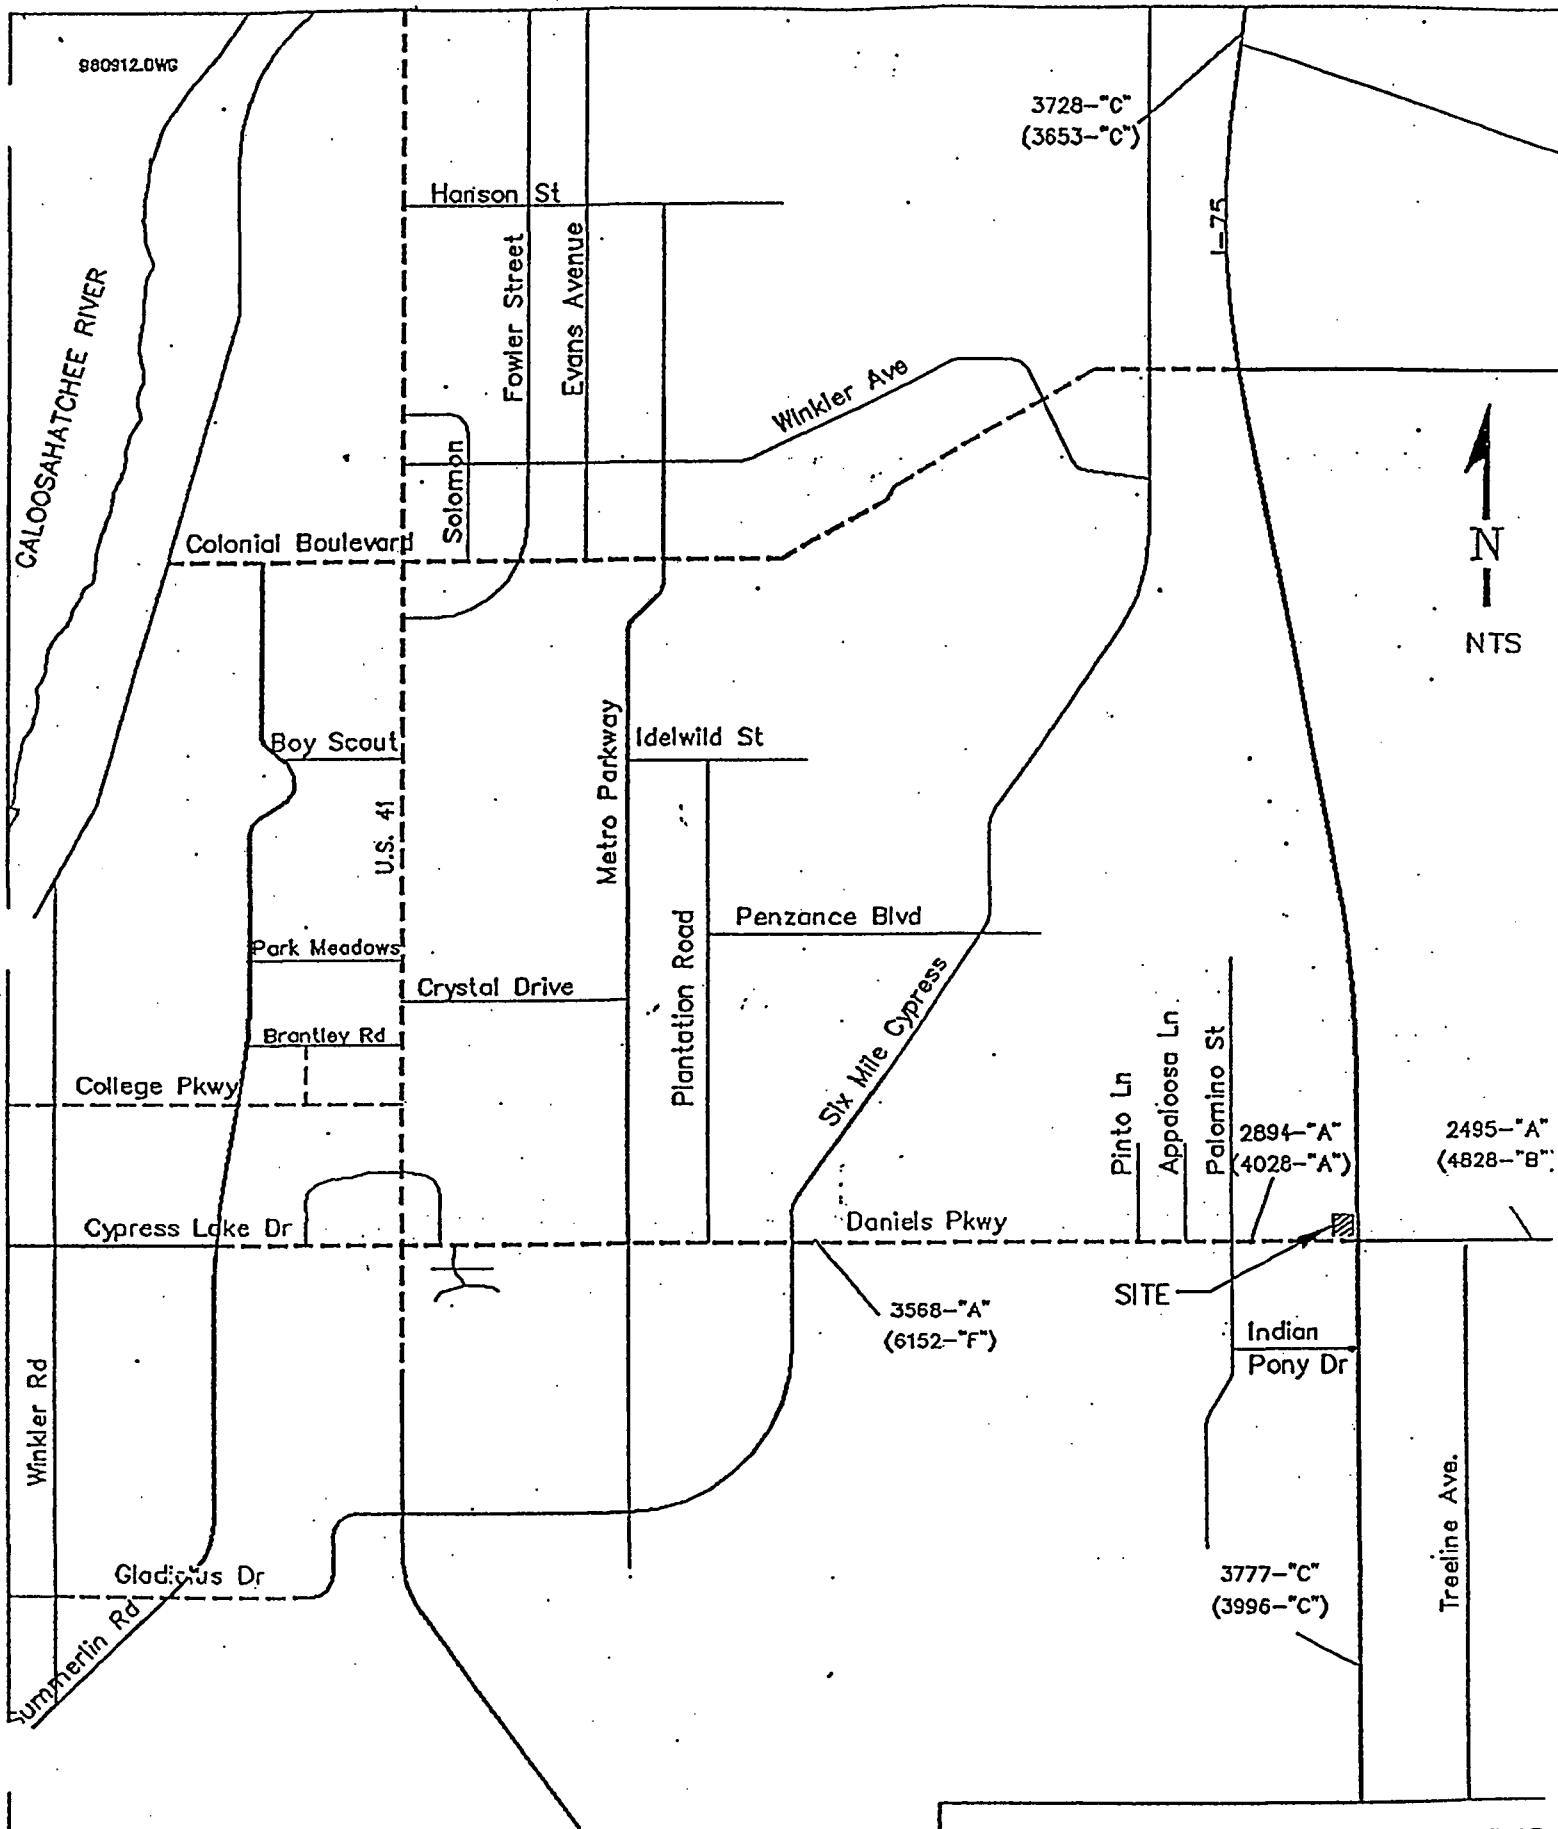 980912.DWG
3728-"C"
(3653-"C")
Harison St
I-75
Fowler Street
Evans Avenue
CALOOSAHATCHEE RIVER
Winkler Ave
Solomon
Colonial Boulevard
N
NTS
Boy Scout
Idelwild St
U.S. 41
Metro Parkway
Plantation Road
Penzance Blvd
Park Meadows
Crystal Drive
Six Mile Cypress
Brantley Rd
College Pkwy
Pinto Ln
Appaloosa Ln
Palomino St
2894-"A"
(4028-"A")
2495-"A"
(4828-"B")
Cypress Lake Dr
Daniels Pkwy
SITE
3568-"A"
(6152-"F")
Indian
Pony Dr
Winkler Rd
Treeline Ave.
3777-"C"
(3996-"C")
Gladiolus Dr
Summerlin Rd